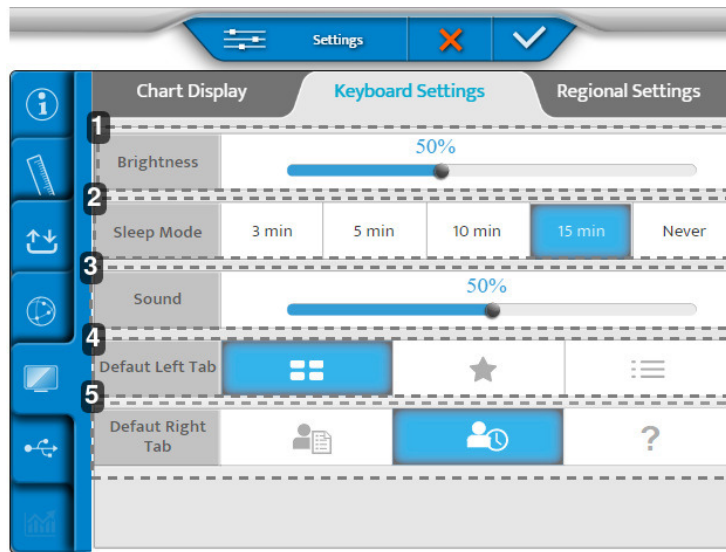 Settings
Chart Display Keyboard Settings Regional Settings
1
Brightness 50%
2
Sleep Mode 3 min 5 min 10 min 15 min Never
3
Sound 50%
4
Defaut Left Tab
5
Defaut Right
Tab ?